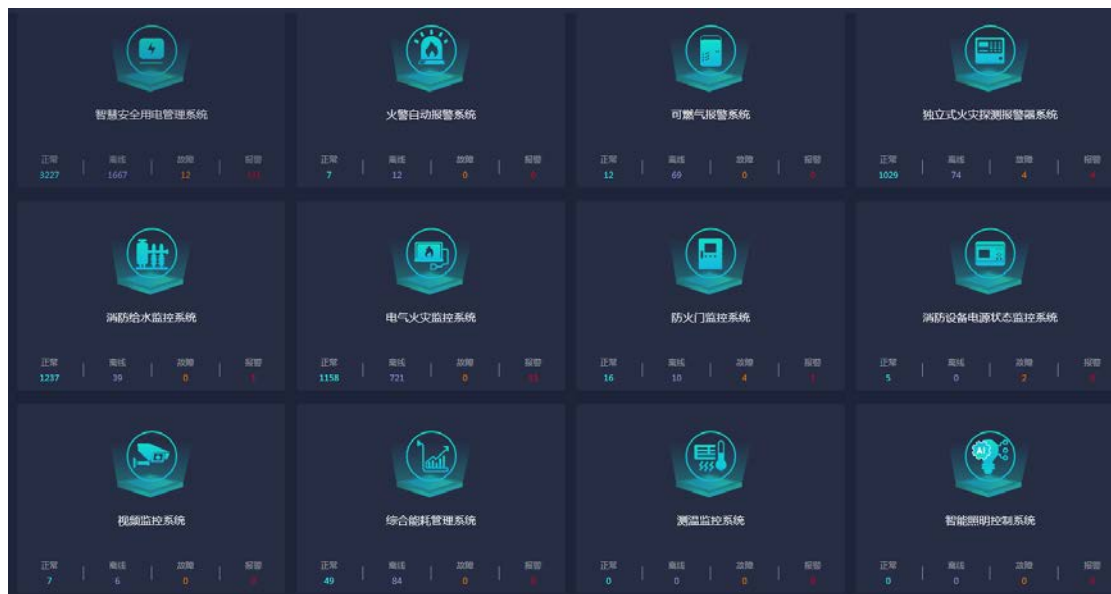 智慧安全用电管理系统
正常 离线 故障 报警
3227 1667 12
火警自动报警系统
正常 离线 故障 报警
7 12 0
可燃气报警系统
正常 离线 故障 报警
12 69 0
独立式火灾探测报警器系统
正常 离线 故障 报警
1029 74 4
消防给水监控系统
正常 离线 故障 报警
1237 39 0
电气火灾监控系统
正常 离线 故障 报警
1158 721 0
防火门监控系统
正常 离线 故障 报警
16 10 4
消防设备电源状态监控系统
正常 离线 故障 报警
5 0 2
视频监控系统
正常 离线 故障 报警
7 6 0
综合能耗管理系统
正常 离线 故障 报警
49 84 0
测温监控系统
正常 离线 故障 报警
0 0 0
AI
智能照明控制系统
正常 离线 故障 报警
0 0 0